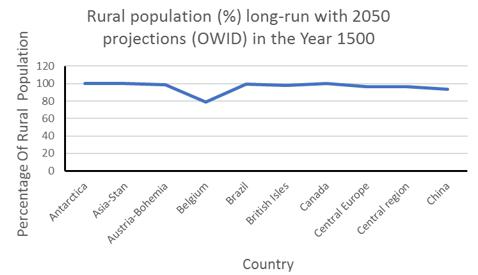 Rural population (%) long-run with 2050
projections (OWID) in the Year 1500
Percentage Of Rural Population
120
100
80
60
40
20
0
Antarctica
Asia-Stan
Austria-Bohemia
Belgium
Brazil
British Isles
Canada
Central Europe
Central region
China
Country